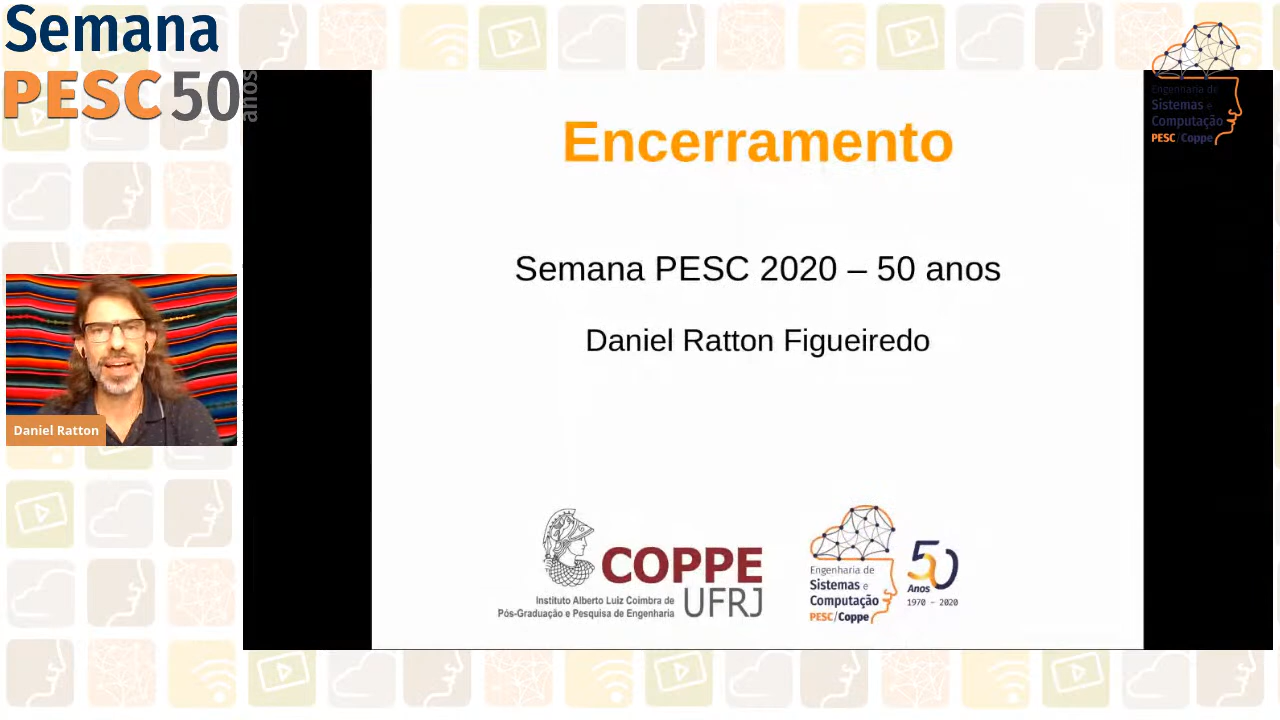 Semana
PESC 50
anos
Engenharia de
Sistemas e
Computação
PESC/Coppe
Encerramento
Semana PESC 2020 – 50 anos
Daniel Ratton Figueiredo
Daniel Ratton
COPPE
UFRJ
Instituto Alberto Luiz Coimbra de
Pós-Graduação e Pesquisa de Engenharia
Engenharia de
Sistemas e
Computação
PESC/Coppe
50
Anos
1970 - 2020